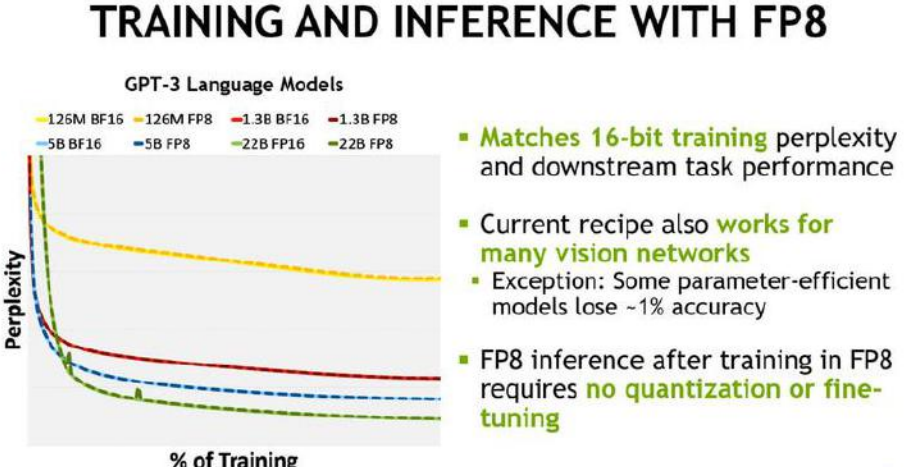 TRAINING AND INFERENCE WITH FP8
GPT-3 Language Models
126M BF16 126M FP8 1.3B BF16 1.3B FP8
5B BF16 5B FP8 22B FP16 22B FP8
Perplexity
% of Training
▪ Matches 16-bit training perplexity
and downstream task performance
▪ Current recipe also works for
many vision networks
▪ Exception: Some parameter-efficient
models lose ~1% accuracy
▪ FP8 inference after training in FP8
requires no quantization or fine-
tuning